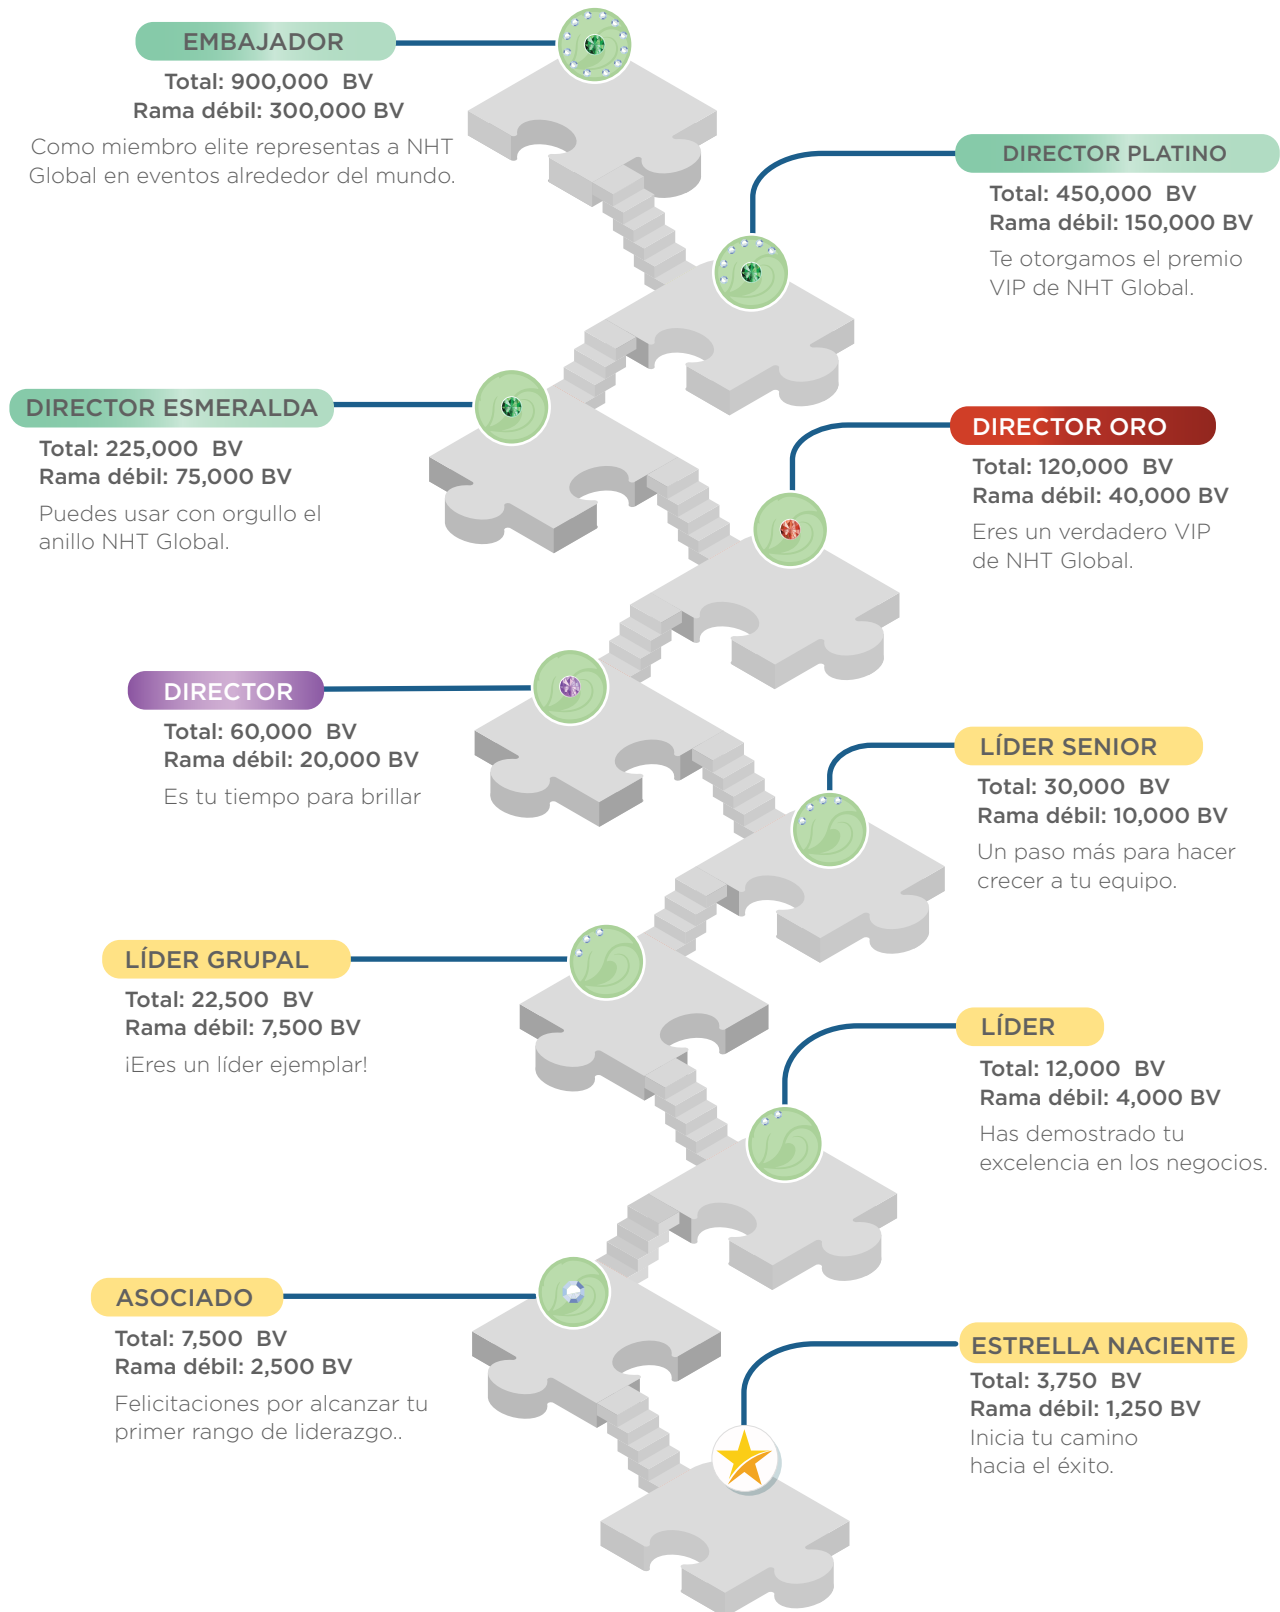 EMBAJADOR
Total: 900,000 BV
Rama débil: 300,000 BV
Como miembro elite representas a NHT
Global en eventos alrededor del mundo.
DIRECTOR PLATINO
Total: 450,000 BV
Rama débil: 150,000 BV
Te otorgamos el premio
VIP de NHT Global.
DIRECTOR ESMERALDA
Total: 225,000 BV
Rama débil: 75,000 BV
Puedes usar con orgullo el
anillo NHT Global.
DIRECTOR ORO
Total: 120,000 BV
Rama débil: 40,000 BV
Eres un verdadero VIP
de NHT Global.
DIRECTOR
Total: 60,000 BV
Rama débil: 20,000 BV
Es tu tiempo para brillar
LÍDER SENIOR
Total: 30,000 BV
Rama débil: 10,000 BV
Un paso más para hacer
crecer a tu equipo.
LÍDER GRUPAL
Total: 22,500 BV
Rama débil: 7,500 BV
¡Eres un líder ejemplar!
LÍDER
Total: 12,000 BV
Rama débil: 4,000 BV
Has demostrado tu
excelencia en los negocios.
ASOCIADO
Total: 7,500 BV
Rama débil: 2,500 BV
Felicitaciones por alcanzar tu
primer rango de liderazgo..
ESTRELLA NACIENTE
Total: 3,750 BV
Rama débil: 1,250 BV
Inicia tu camino
hacia el éxito.